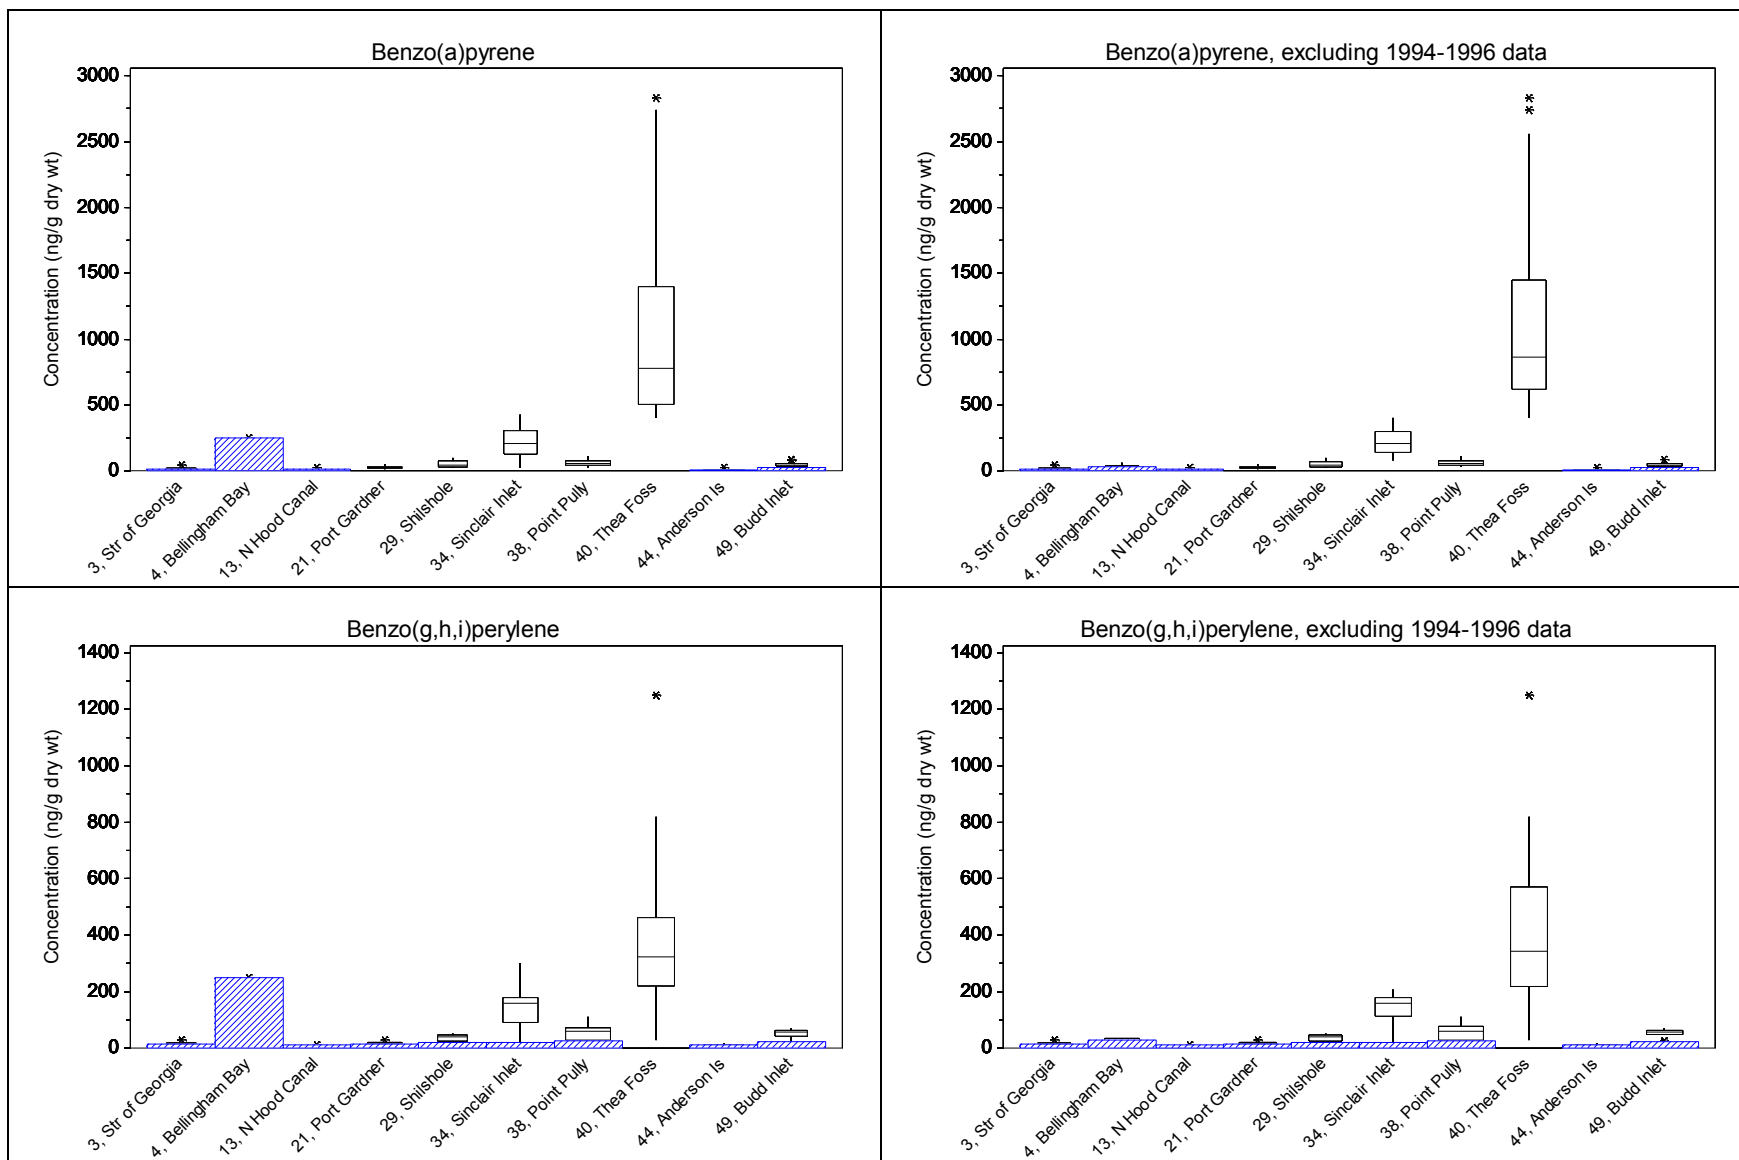 Benzo(a)pyrene
Concentration (ng/g dry wt)
3000
2500
2000
1500
1000
500
0
3, Str of Georgia
4, Bellingham Bay
13, N Hood Canal
21, Port Gardner
29, Shilshole
34, Sinclair Inlet
38, Point Pully
40, Thea Foss
44, Anderson Is
49, Budd Inlet
Benzo(a)pyrene, excluding 1994-1996 data
Concentration (ng/g dry wt)
3000
2500
2000
1500
1000
500
0
3, Str of Georgia
4, Bellingham Bay
13, N Hood Canal
21, Port Gardner
29, Shilshole
34, Sinclair Inlet
38, Point Pully
40, Thea Foss
44, Anderson Is
49, Budd Inlet
Benzo(g,h,i)perylene
Concentration (ng/g dry wt)
1400
1200
1000
800
600
400
200
0
3, Str of Georgia
4, Bellingham Bay
13, N Hood Canal
21, Port Gardner
29, Shilshole
34, Sinclair Inlet
38, Point Pully
40, Thea Foss
44, Anderson Is
49, Budd Inlet
Benzo(g,h,i)perylene, excluding 1994-1996 data
Concentration (ng/g dry wt)
1400
1200
1000
800
600
400
200
0
3, Str of Georgia
4, Bellingham Bay
13, N Hood Canal
21, Port Gardner
29, Shilshole
34, Sinclair Inlet
38, Point Pully
40, Thea Foss
44, Anderson Is
49, Budd Inlet